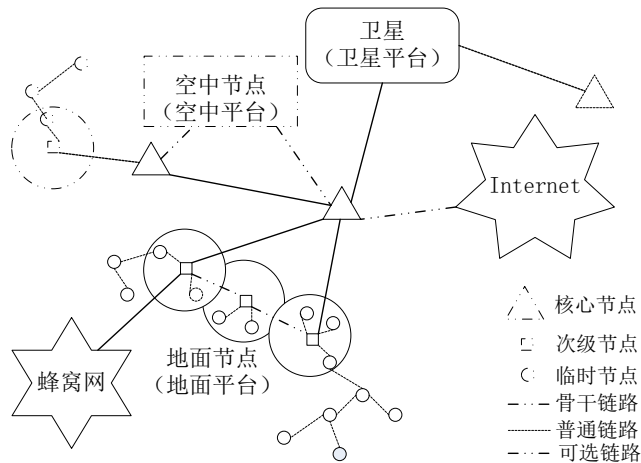 卫星
(卫星平台)
空中节点
(空中平台)
Internet
地面节点
(地面平台)
蜂窝网
核心节点
次级节点
临时节点
骨干链路
普通链路
可选链路